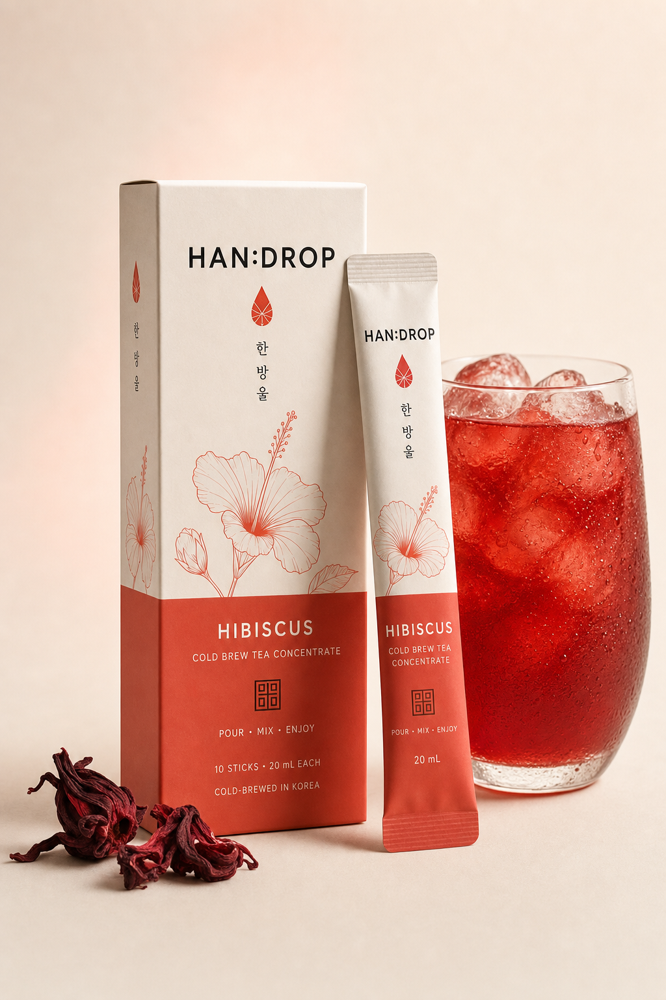 HAN:DROP
한
방
울
HIBISCUS
COLD BREW TEA CONCENTRATE
POUR • MIX • ENJOY
10 STICKS • 20 mL EACH
COLD-BREWED IN KOREA
한
방
울
HAN:DROP
한
방
울
HIBISCUS
COLD BREW TEA
CONCENTRATE
POUR • MIX • ENJOY
20 mL